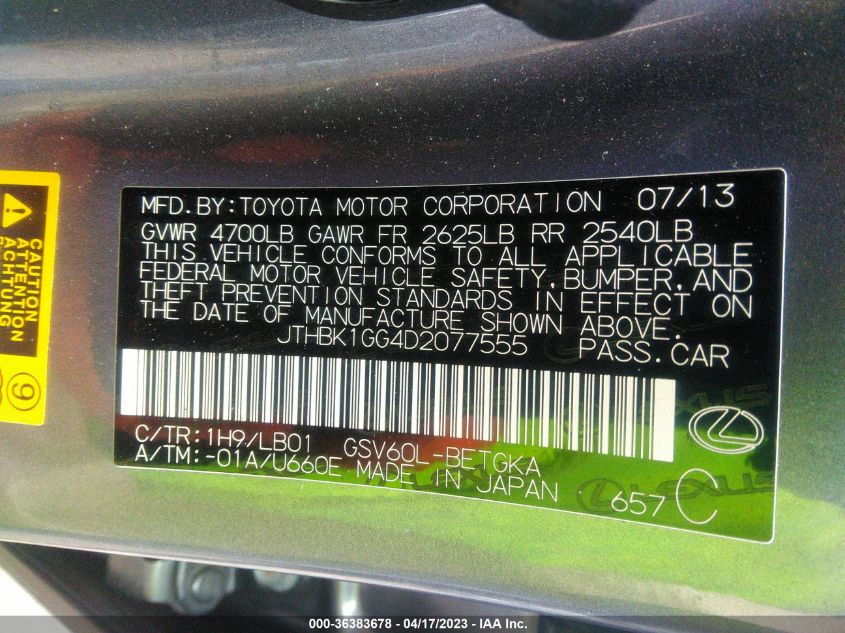 MFD.BY:TOYOTA MOTOR CORPORATION 07/13
GVWR 4700LB GAWR FR 2625LB RR 2540LB
THIS VEHICLE CONFORMS TO ALL APPLICABLE
FEDERAL MOTOR VEHICLE SAFETY,BUMPER,AND
THEFT PREVENTION STANDARDS IN EFFECT ON
THE DATE OF MANUFACTURE SHOWN ABOVE.
JTHBK1GG4D2077555 PASS.CAR
C/TR:1H9/LB01 GSV60L-BETGKA
A/TM:-01A/U660E MADE IN JAPAN
657 C
LEXUS
CAUTION
ATTENTION
ACHTUNG
9
000-36383678 - 04/17/2023 - IAA Inc.